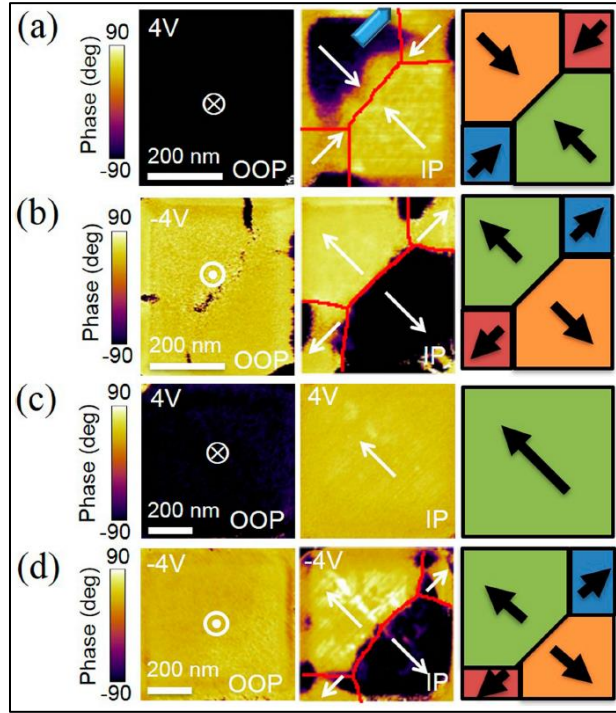 (a)
Phase (deg)
90
-90
4V
200 nm
OOP
IP
(b)
Phase (deg)
90
-90
-4V
200 nm
OOP
IP
(c)
Phase (deg)
90
-90
4V
200 nm
OOP
4V
IP
(d)
Phase (deg)
90
-90
-4V
200 nm
OOP
-4V
IP